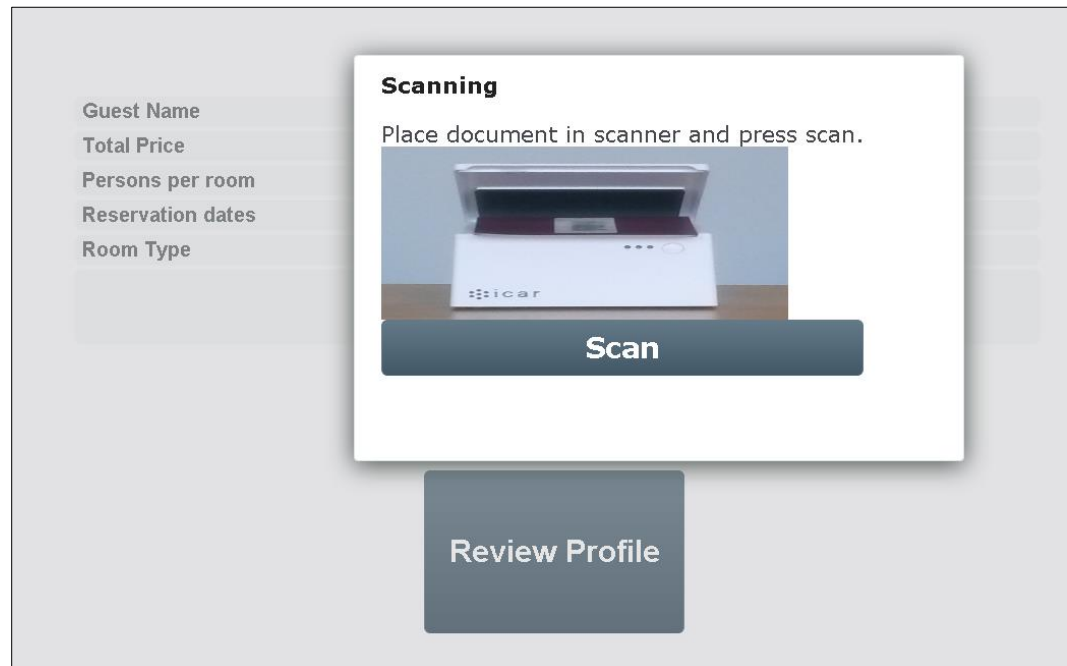 Scanning
Place document in scanner and press scan.
icar
Scan
Guest Name
Total Price
Persons per room
Reservation dates
Room Type
Review Profile